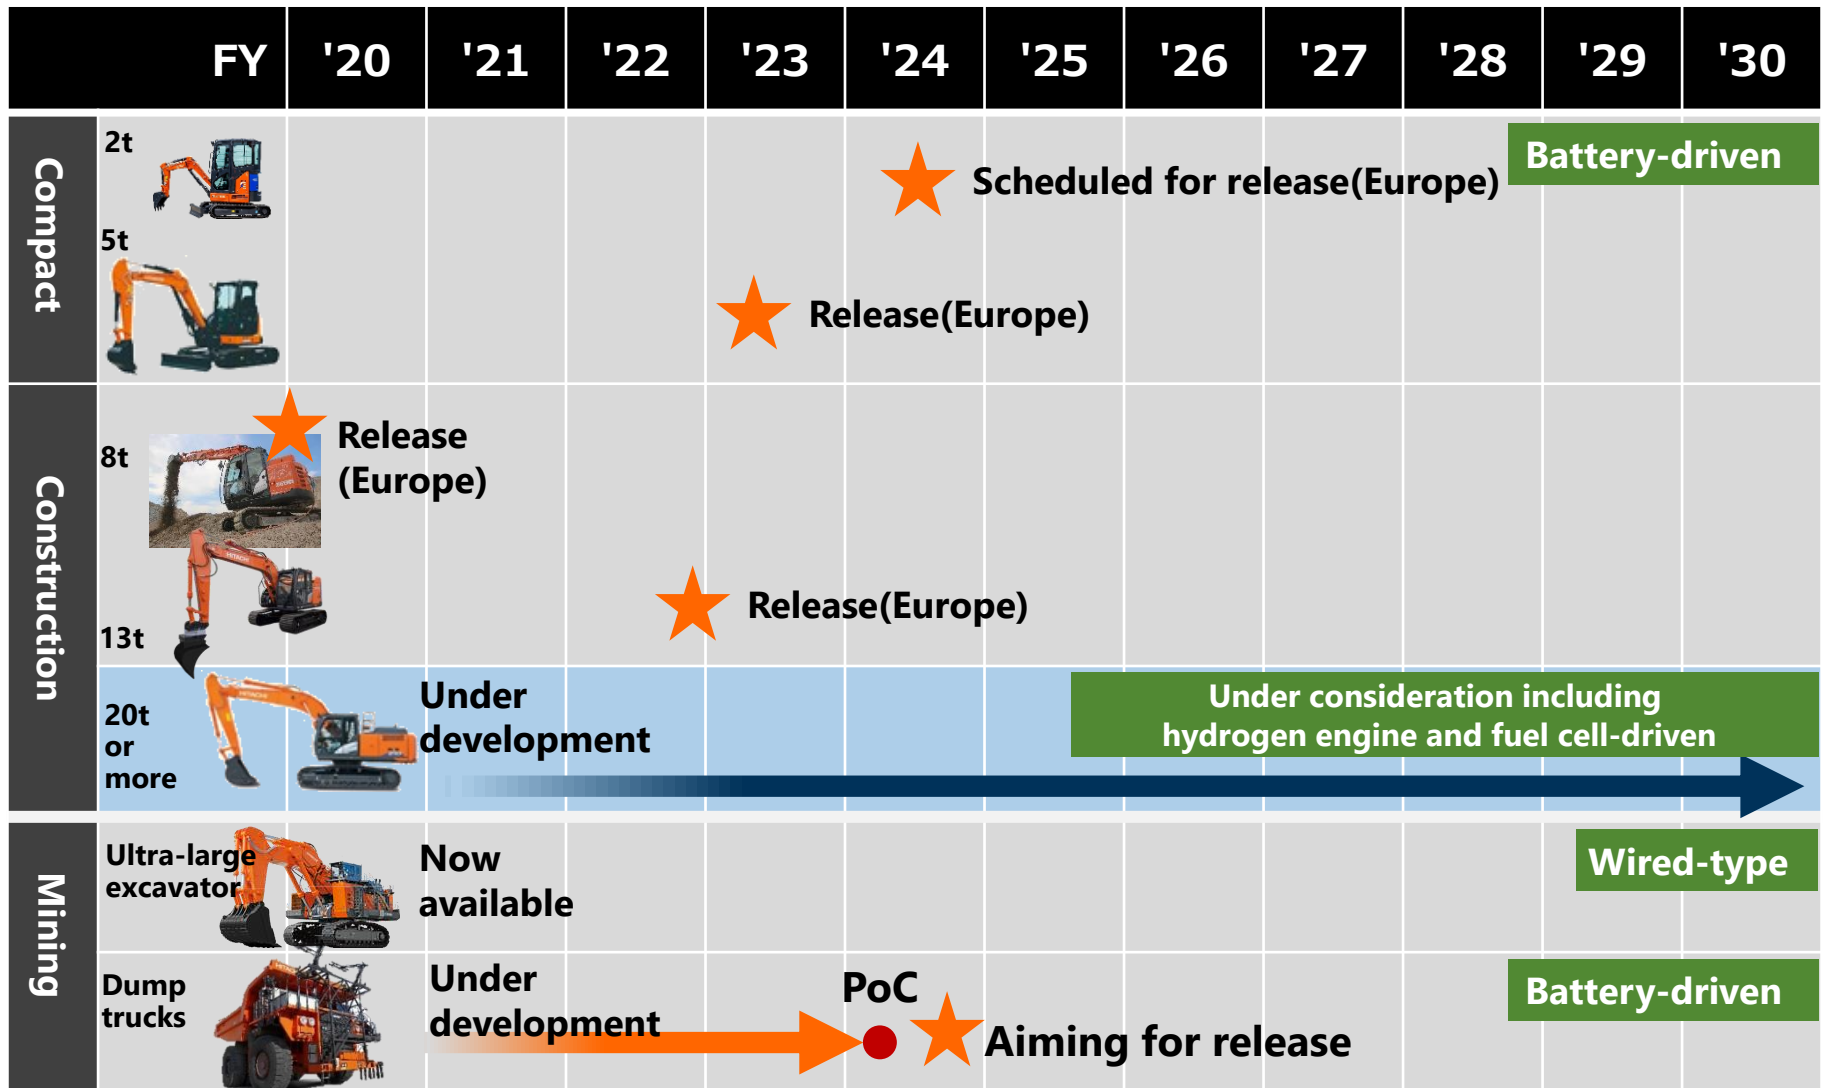 FY '20 '21 '22 '23 '24 '25 '26 '27 '28 '29 '30
Compact
2t
Scheduled for release(Europe)
Battery-driven
5t
Release(Europe)
Construction
8t
Release
(Europe)
HITACHI
13t
Release(Europe)
20t
or
more
HITACHI
Under
development
Under consideration including
hydrogen engine and fuel cell-driven
Mining
Ultra-large
excavator
Now
available
Wired-type
Dump
trucks
Under
development
PoC
Aiming for release
Battery-driven